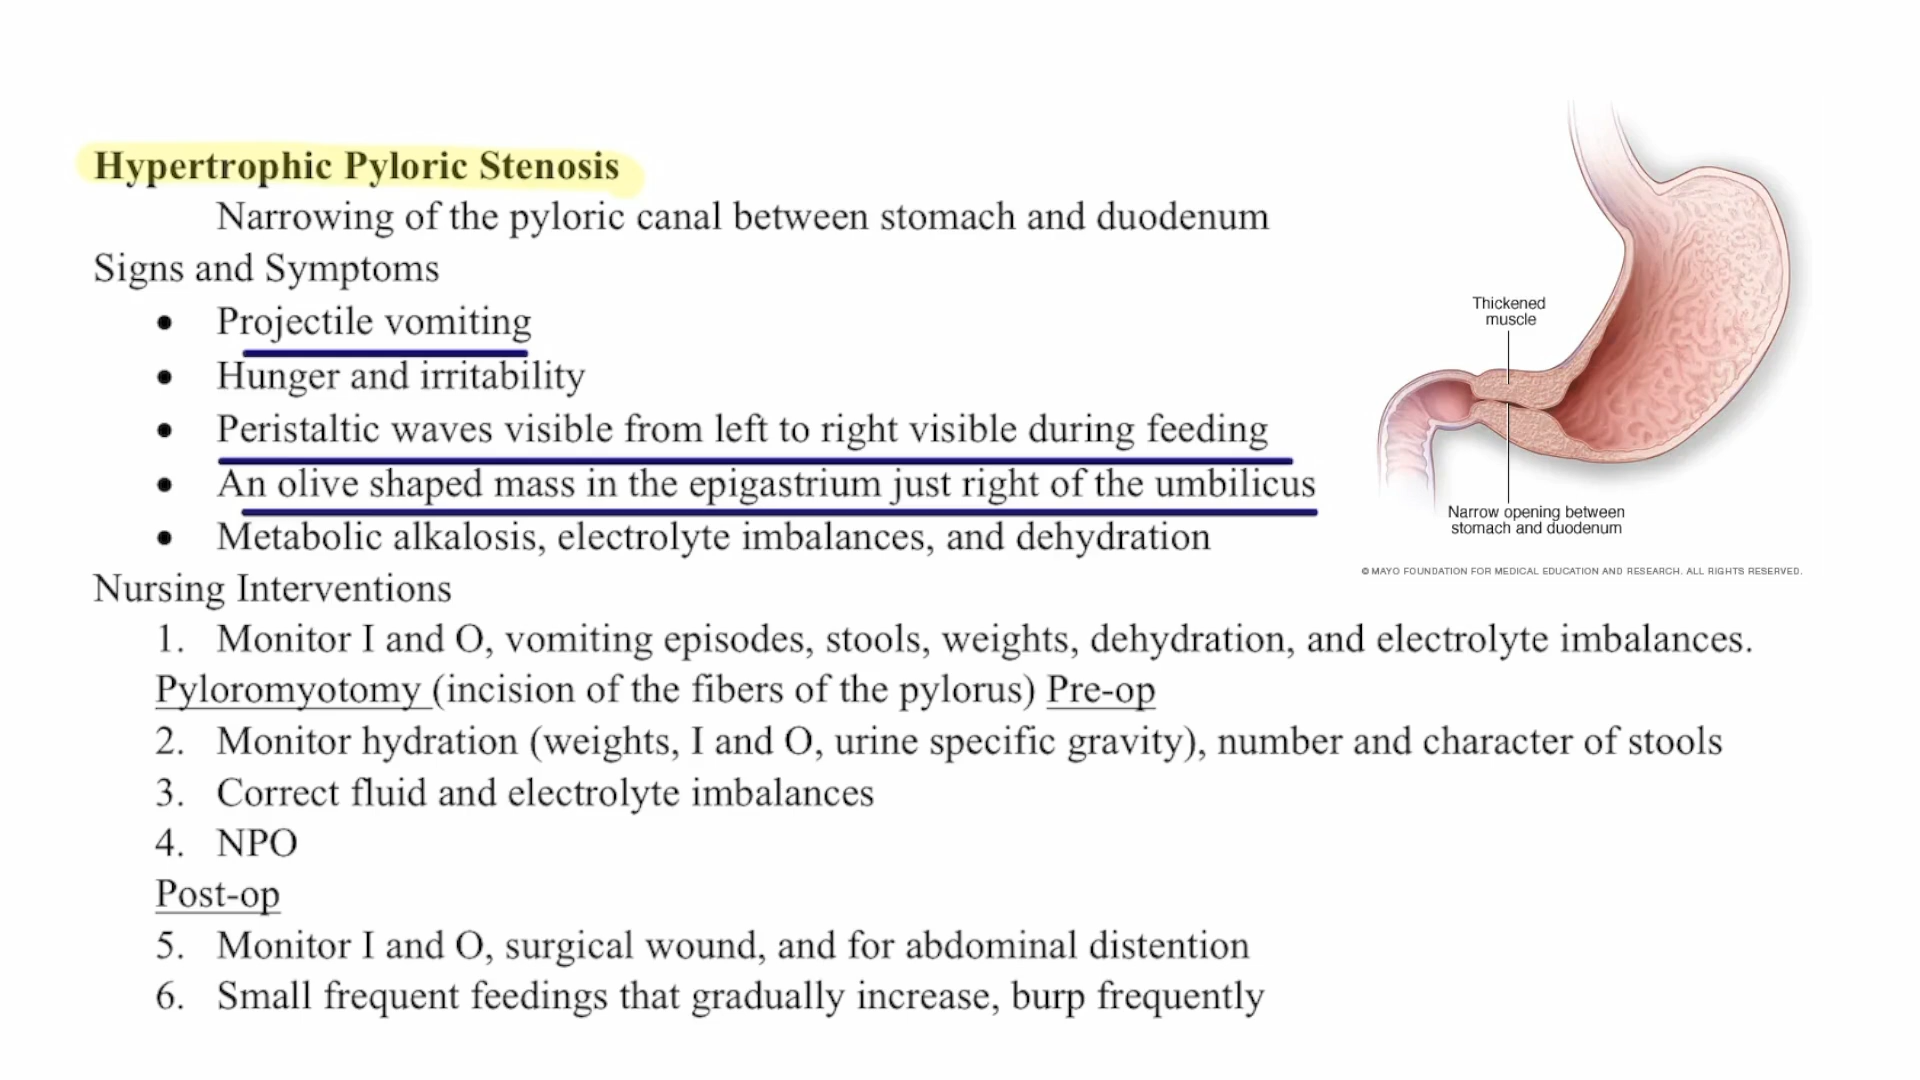 Hypertrophic Pyloric Stenosis
Narrowing of the pyloric canal between stomach and duodenum
Signs and Symptoms
• Projectile vomiting
• Hunger and irritability
• Peristaltic waves visible from left to right visible during feeding
• An olive shaped mass in the epigastrium just right of the umbilicus
• Metabolic alkalosis, electrolyte imbalances, and dehydration
Nursing Interventions
1. Monitor I and O, vomiting episodes, stools, weights, dehydration, and electrolyte imbalances.
Pyloromyotomy (incision of the fibers of the pylorus) Pre-op
2. Monitor hydration (weights, I and O, urine specific gravity), number and character of stools
3. Correct fluid and electrolyte imbalances
4. NPO
Post-op
5. Monitor I and O, surgical wound, and for abdominal distention
6. Small frequent feedings that gradually increase, burp frequently
Thickened
muscle
Narrow opening between
stomach and duodenum
© MAYO FOUNDATION FOR MEDICAL EDUCATION AND RESEARCH. ALL RIGHTS RESERVED.